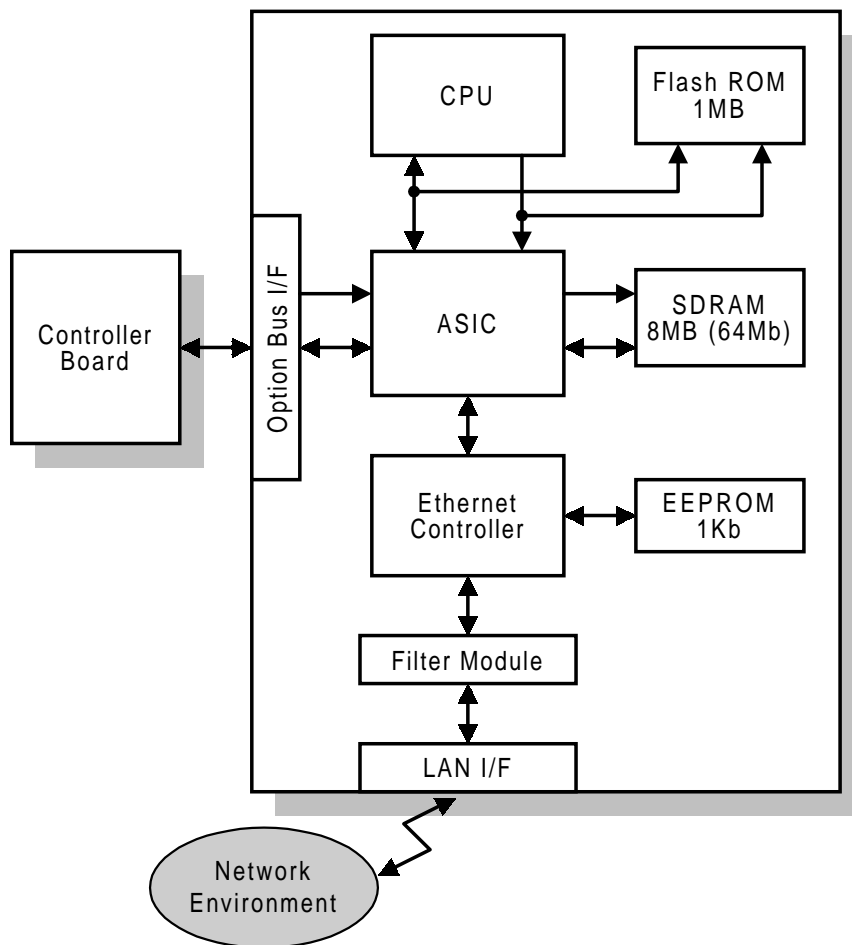 CPU
Flash ROM
1MB
Controller
Board
Option Bus I/F
ASIC
SDRAM
8MB (64Mb)
Ethernet
Controller
EEPROM
1Kb
Filter Module
LAN I/F
Network
Environment